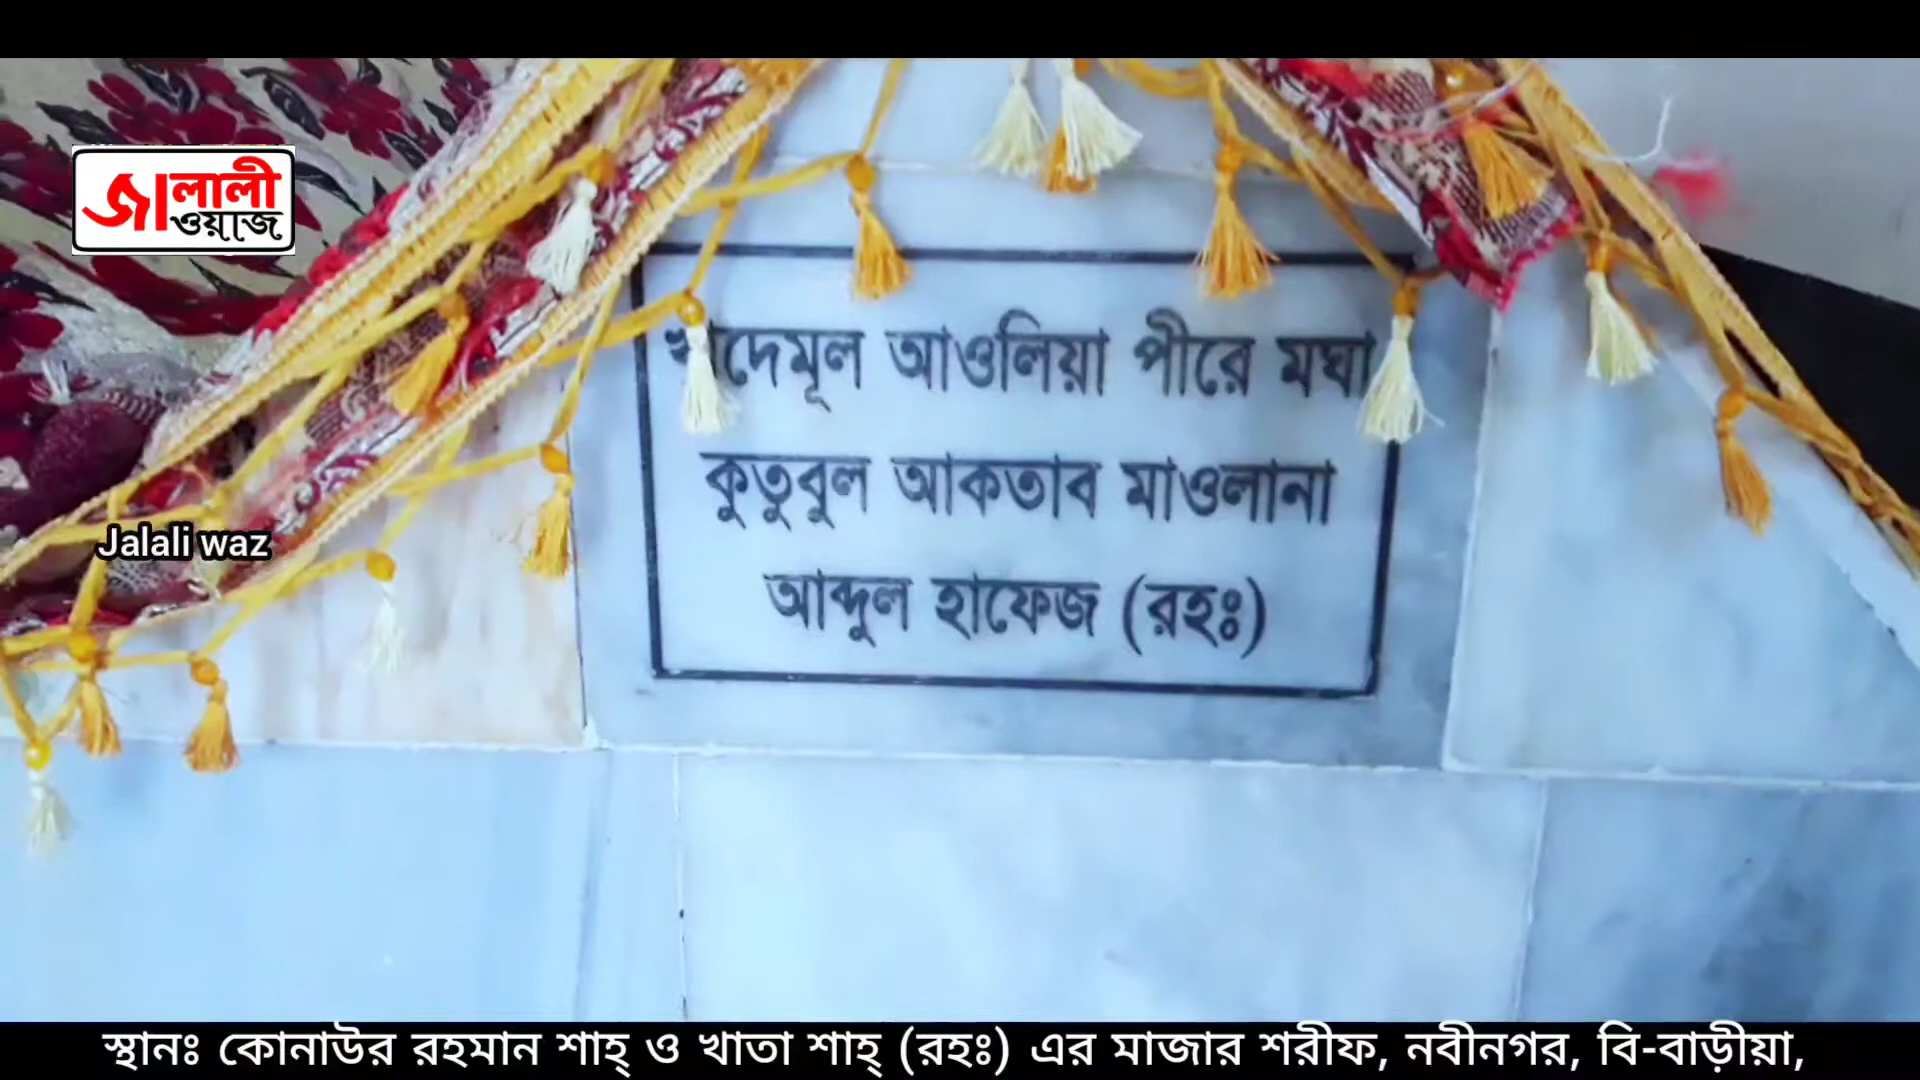 জালালী
ওয়াজ
খাদেমূল আওলিয়া পীরে মঘা
কুতুবুল আকতাব মাওলানা
Jalali waz
আব্দুল হাফেজ (রহঃ)
স্থানঃ কোনাউর রহমান শাহ্ ও খাতা শাহ্ (রহঃ) এর মাজার শরীফ, নবীনগর, বি-বাড়ীয়া,